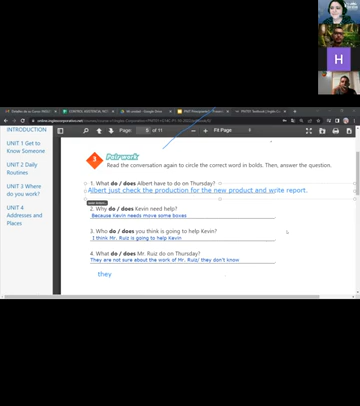 8 of 11
Fit Page
INTRODUCTION
UNIT 1 Get to
Know Someone
UNIT 2 Daily
Routines
UNIT 3 Where
do you work?
UNIT 4
Addresses and
Places
3
Pairwork
Read the conversation again to circle the correct word in bolds. Then, answer the question.
1. What do / does Albert have to do on Thursday?
Albert just check the production for the new product and write report.
2. Why do / does Kevin need help?
Because Kevin needs move some boxes
3. Who do / does you think is going to help Kevin?
I think Mr. Ruiz is going to help Kevin
4. What do / does Mr. Ruiz do on Thursday?
They are not sure about the work of Mr. Ruiz/ they don't know
they
H